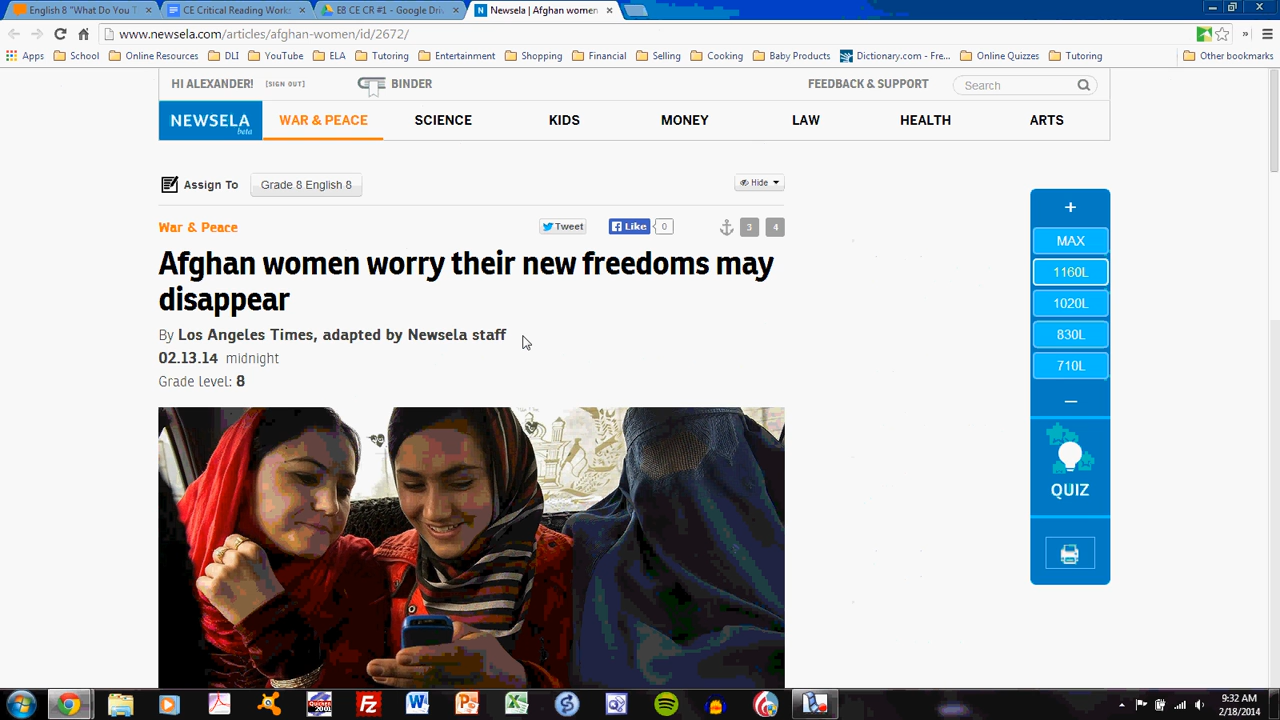 English 8 "What Do You T
CE Critical Reading Works
E8 CE CR #1 - Google Driv
Newsela | Afghan women
www.newsela.com/articles/afghan-women/id/2672/
Apps School Online Resources DLI YouTube ELA Tutoring Entertainment Shopping Financial Selling Cooking Baby Products Dictionary.com - Fre... Online Quizzes Tutoring Other bookmarks
HI ALEXANDER! [SIGN OUT] BINDER FEEDBACK & SUPPORT Search
NEWSELA beta WAR & PEACE SCIENCE KIDS MONEY LAW HEALTH ARTS
Assign To Grade 8 English 8 Hide
War & Peace Tweet Like 0 3 4
Afghan women worry their new freedoms may
disappear
By Los Angeles Times, adapted by Newsela staff
02.13.14 midnight
Grade level: 8
+
MAX
1160L
1020L
830L
710L
–
QUIZ
Quicken
2001
9:32 AM
2/18/2014